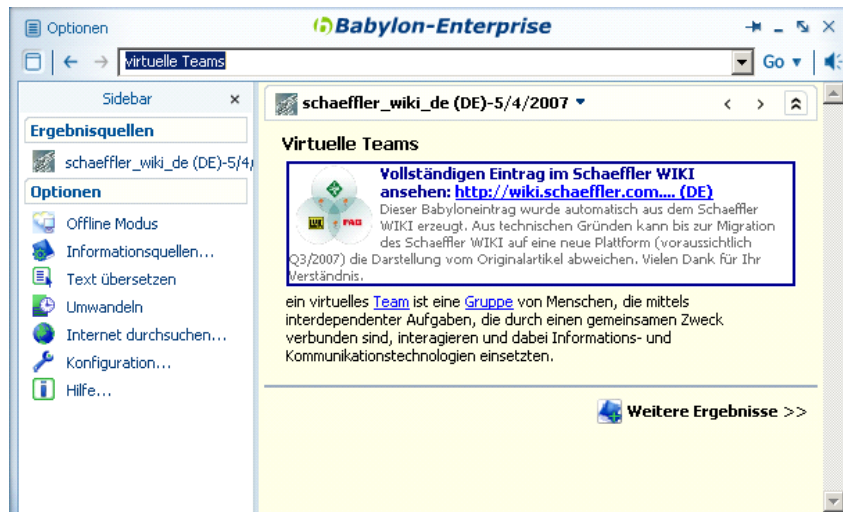 Optionen
Babylon-Enterprise
virtuelle Teams
Go
Sidebar
Ergebnisquellen
schaeffler_wiki_de (DE)-5/4/
Optionen
Offline Modus
Informationsquellen...
Text übersetzen
Umwandeln
Internet durchsuchen...
Konfiguration...
Hilfe...
schaeffler_wiki_de (DE)-5/4/2007
Virtuelle Teams
LuK
FAG
Vollständigen Eintrag im Schaeffler WIKI
ansehen: http://wiki.schaeffler.com.... (DE)
Dieser Babyloneintrag wurde automatisch aus dem Schaeffler
WIKI erzeugt. Aus technischen Gründen kann bis zur Migration
des Schaeffler WIKI auf eine neue Plattform (voraussichtlich
Q3/2007) die Darstellung vom Originalartikel abweichen. Vielen Dank für Ihr
Verständnis.
ein virtuelles Team ist eine Gruppe von Menschen, die mittels
interdependenter Aufgaben, die durch einen gemeinsamen Zweck
verbunden sind, interagieren und dabei Informations- und
Kommunikationstechnologien einsetzten.
Weitere Ergebnisse >>